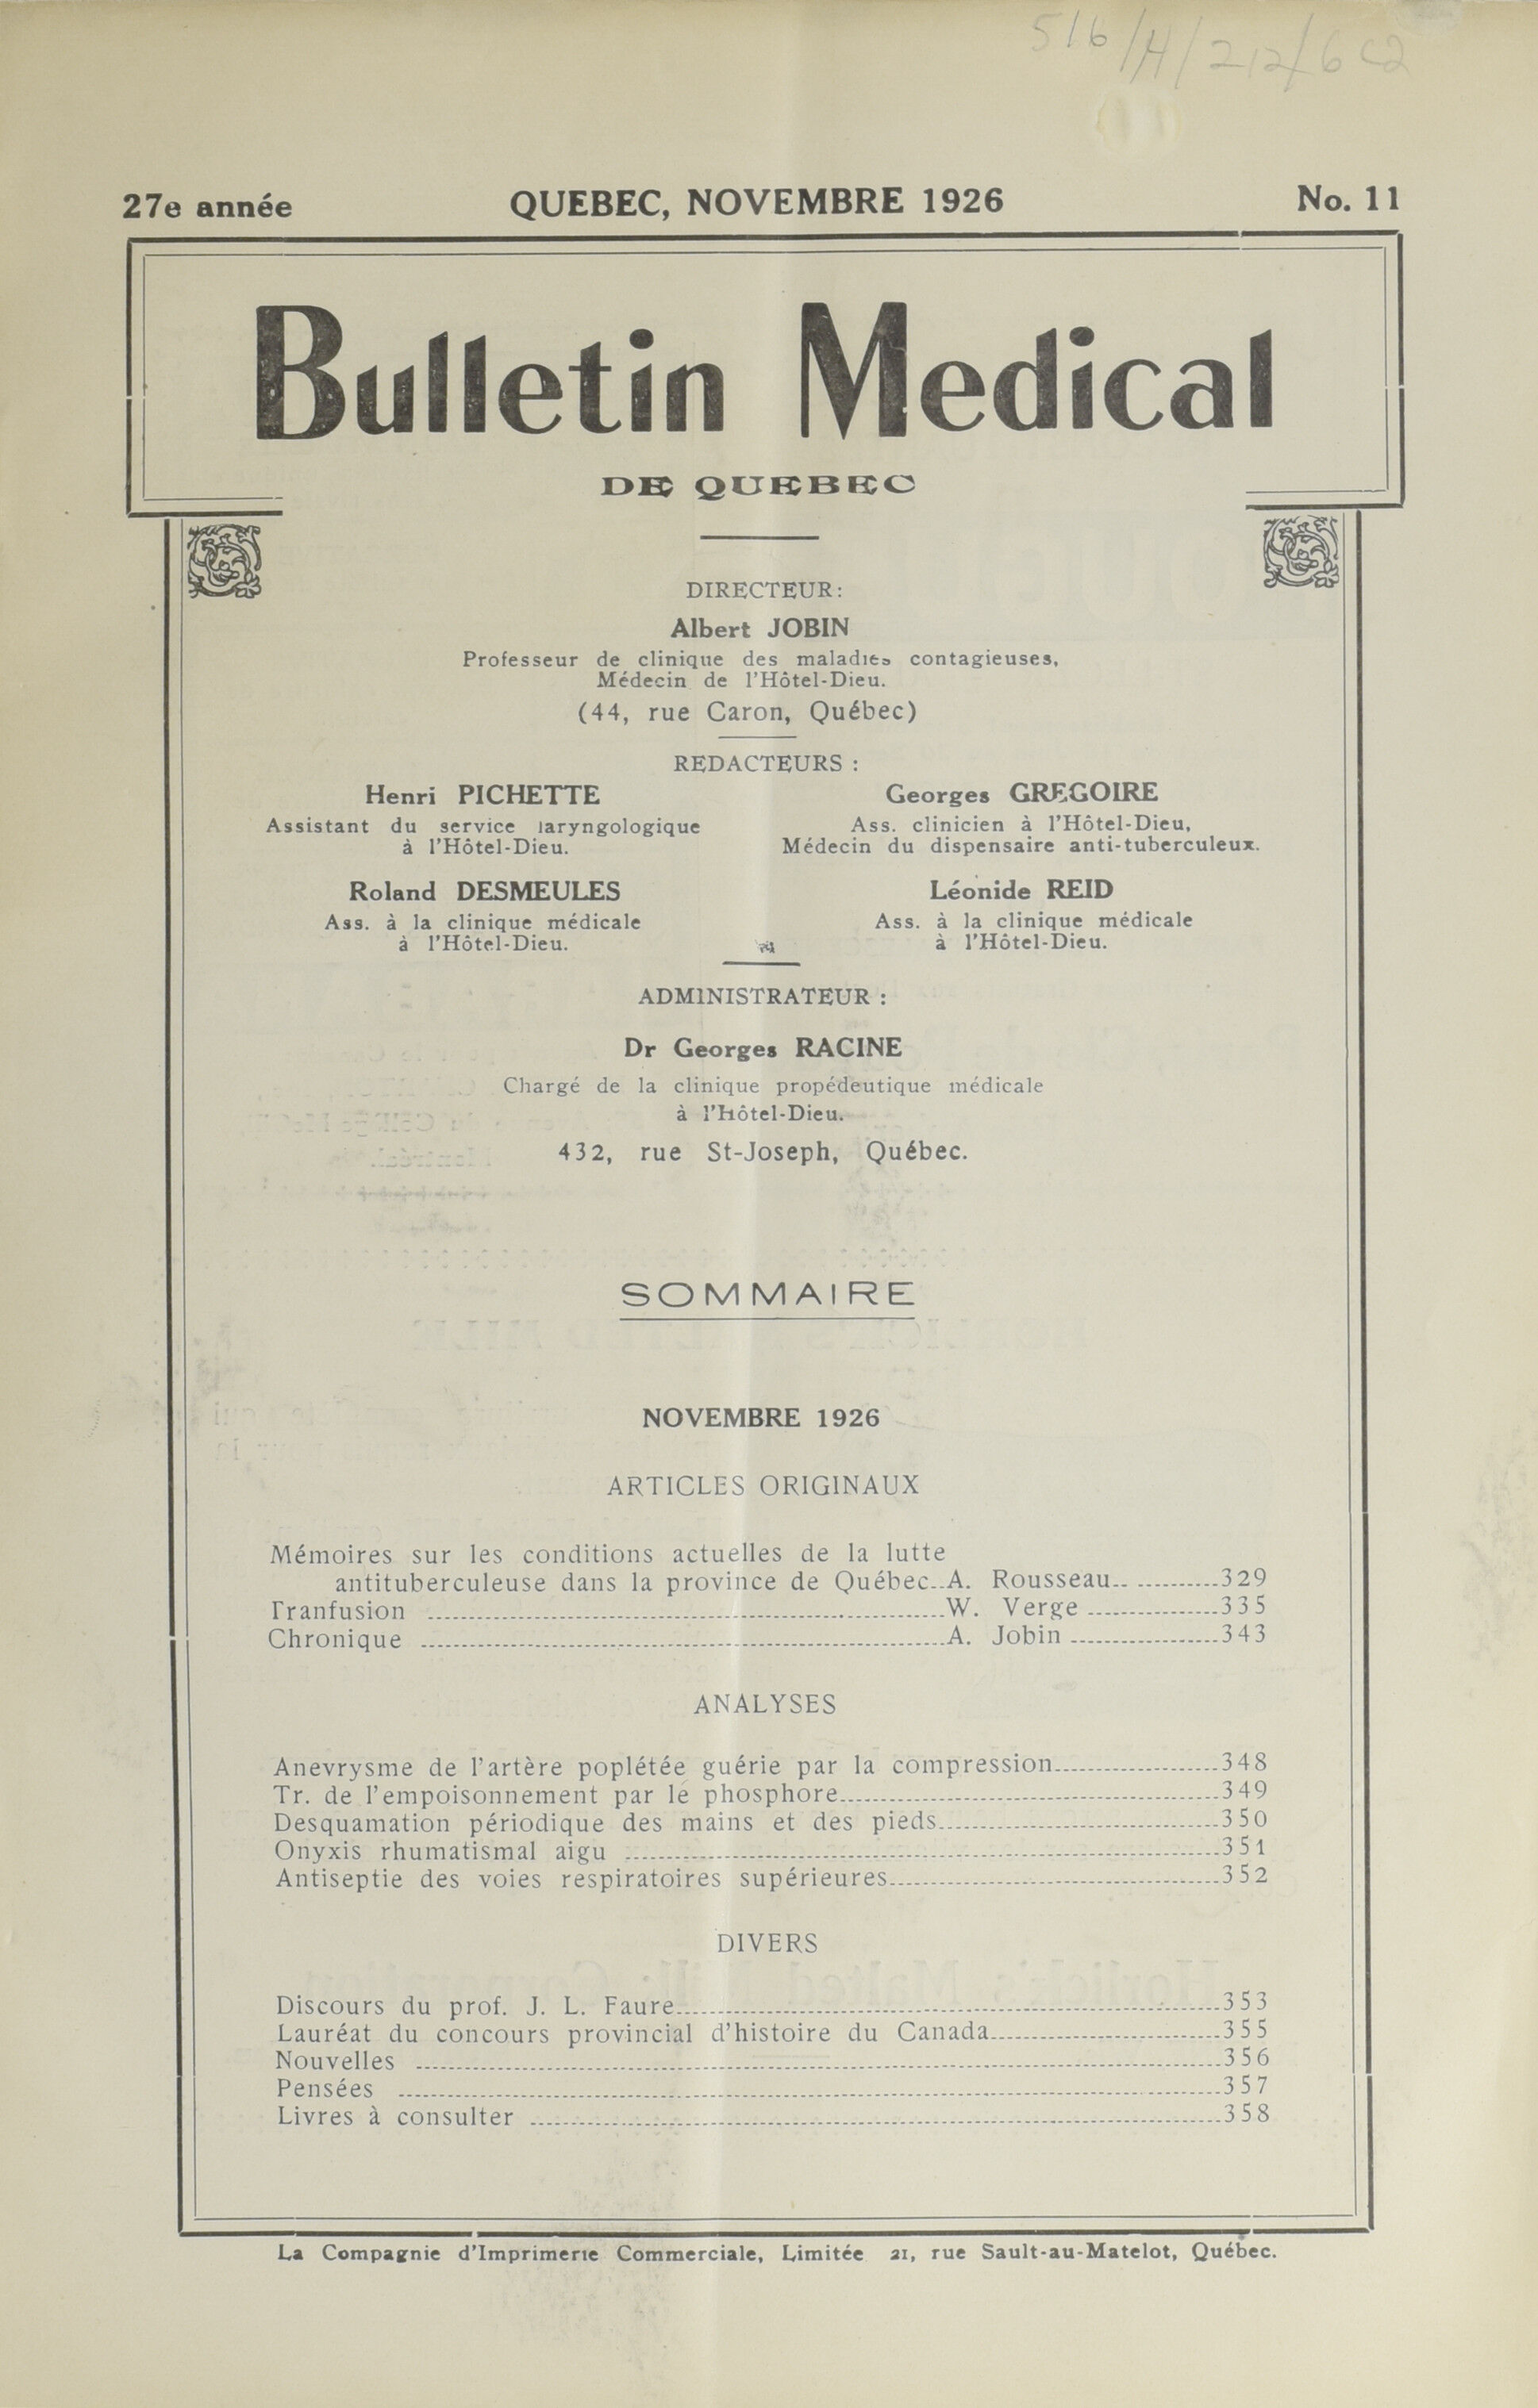 516/H/212/6 C2
27e année QUEBEC, NOVEMBRE 1926 No. 11
Bulletin Medical
DE QUEBEC
DIRECTEUR:
Albert JOBIN
Professeur de clinique des maladies contagieuses,
Médecin de l'Hôtel-Dieu.
(44, rue Caron, Québec)
REDACTEURS :
Henri PICHETTE
Assistant du service laryngologique
à l'Hôtel-Dieu.
Georges GREGOIRE
Ass. clinicien à l'Hôtel-Dieu,
Médecin du dispensaire anti-tuberculeux.
Roland DESMEULES
Ass. à la clinique médicale
à l'Hôtel-Dieu.
Léonide REID
Ass. à la clinique médicale
à l'Hôtel-Dieu.
ADMINISTRATEUR :
Dr Georges RACINE
Chargé de la clinique propédeutique médicale
à l'Hôtel-Dieu.
432, rue St-Joseph, Québec.
SOMMAIRE
NOVEMBRE 1926
ARTICLES ORIGINAUX
Mémoires sur les conditions actuelles de la lutte
antituberculeuse dans la province de Québec..A. Rousseau.............329
Tranfusion ..........W. Verge ..........335
Chronique ..........A. Jobin ..........343
ANALYSES
Anevrysme de l'artère poplétée guérie par la compression..........348
Tr. de l'empoisonnement par le phosphore..........349
Desquamation périodique des mains et des pieds..........350
Onyxis rhumatismal aigu ..........351
Antiseptie des voies respiratoires supérieures..........352
DIVERS
Discours du prof. J. L. Faure..........353
Lauréat du concours provincial d'histoire du Canada..........355
Nouvelles ..........356
Pensées ..........357
Livres à consulter ..........358
La Compagnie d'Imprimerie Commerciale, Limitée 21, rue Sault-au-Matelot, Québec.